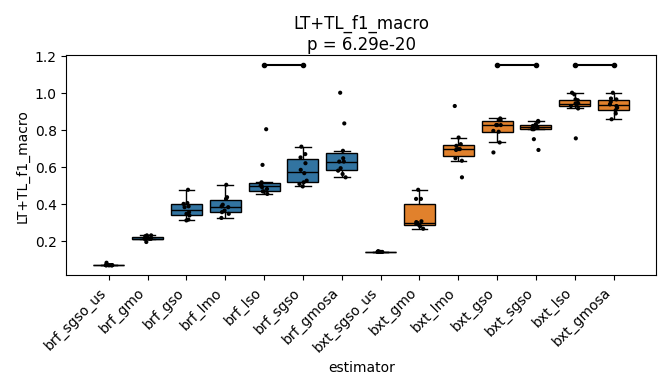 LT+TL_f1_macro
p = 6.29e-20
LT+TL_f1_macro
1.2
1.0
0.8
0.6
0.4
0.2
brf_sgso_us
brf_gmo
brf_gso
brf_lmo
brf_lso
brf_sgso
brf_gmosa
bxt_sgso_us
bxt_gmo
bxt_lmo
bxt_gso
bxt_sgso
bxt_lso
bxt_gmosa
estimator